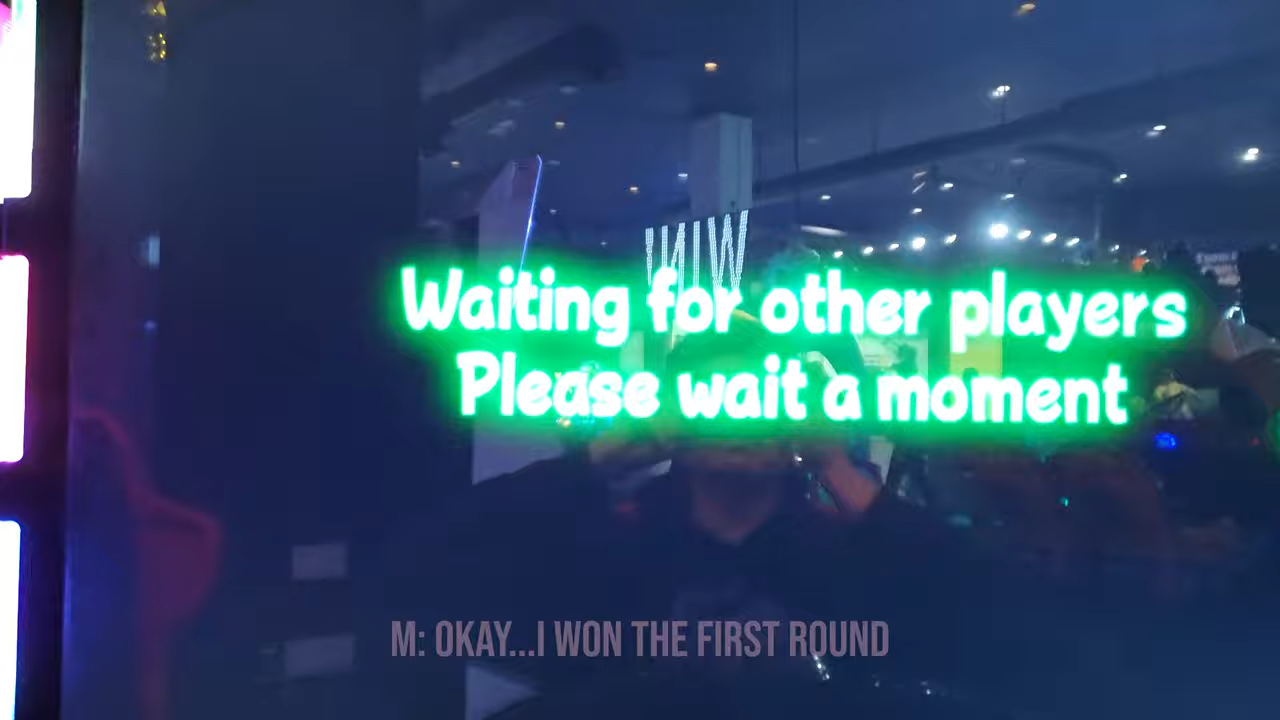 Waiting for other players
Please wait a moment
M: OKAY...I WON THE FIRST ROUND